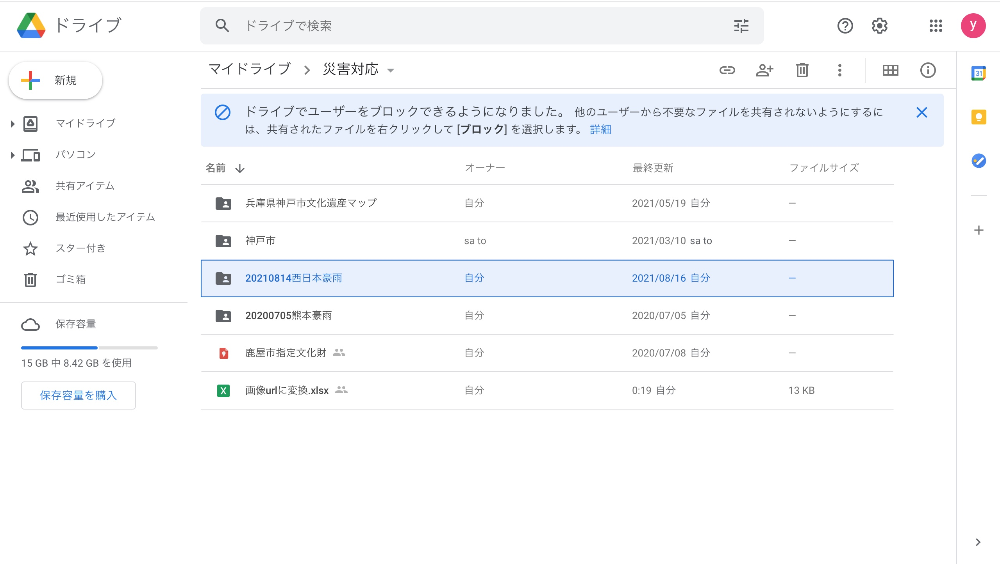 ドライブ
ドライブで検索
y
新規
マイドライブ
パソコン
共有アイテム
最近使用したアイテム
スター付き
ゴミ箱
保存容量
15 GB 中 8.42 GB を使用
保存容量を購入
マイドライブ 災害対応
ドライブでユーザーをブロックできるようになりました。 他のユーザーから不要なファイルを共有されないようにするに
は、共有されたファイルを右クリックして [ブロック] を選択します。 詳細
名前 オーナー 最終更新 ファイルサイズ
兵庫県神戸市文化遺産マップ 自分 2021/05/19 自分 —
神戸市 sa to 2021/03/10 sa to —
20210814西日本豪雨 自分 2021/08/16 自分 —
20200705熊本豪雨 自分 2020/07/05 自分 —
鹿屋市指定文化財 自分 2020/07/08 自分 —
X 画像urlに変換.xlsx 自分 0:19 自分 13 KB
31